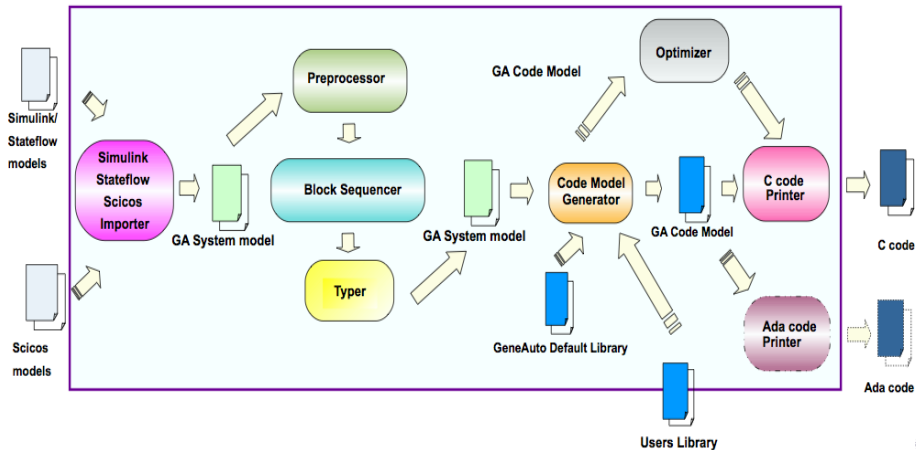 Simulink/
Stateflow
models
Scicos
models
Simulink
Stateflow
Scicos
Importer
GA System model
Preprocessor
Block Sequencer
Typer
GA System model
GA Code Model
Optimizer
Code Model
Generator
GA Code Model
GeneAuto Default Library
Users Library
C code
Printer
Ada code
Printer
C code
Ada code